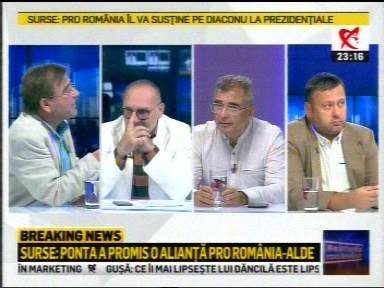 SURSE: PRO ROMÂNIA ÎL VA SUSȚINE PE DIACONU LA PREZIDENȚIALE
23:16
BREAKING NEWS
SURSE: PONTA A PROMIS O ALIANȚĂ PRO ROMÂNIA-ALDE
ÎN MARKETING GUȘĂ: CE ÎI MAI LIPSEȘTE LUI DĂNCILĂ ESTE LIPS